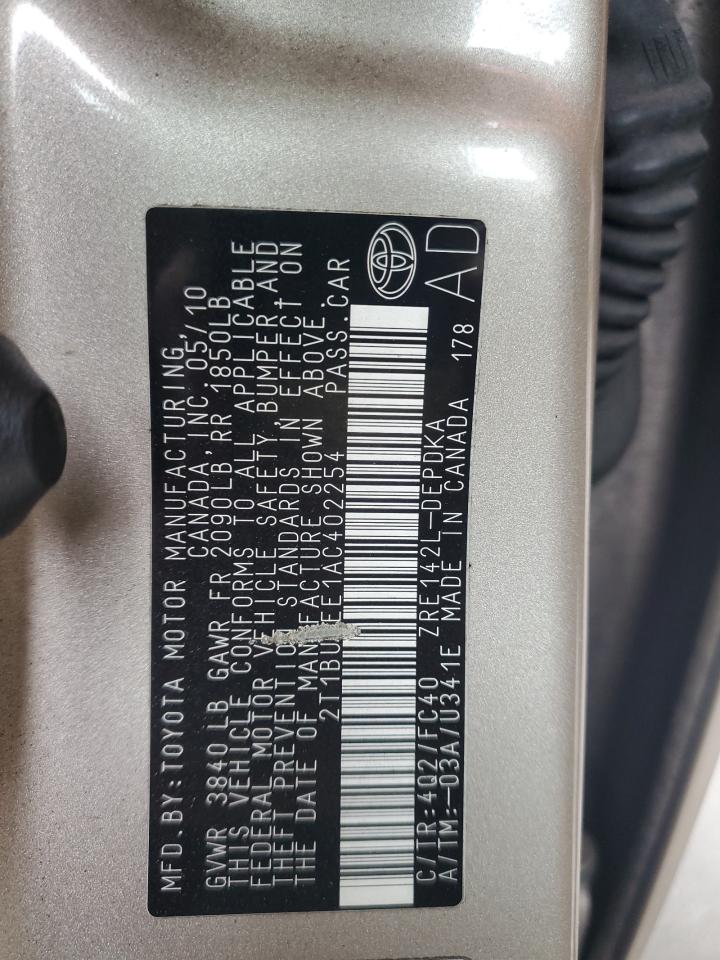 MFD.BY:TOYOTA MOTOR MANUFACTURING,
CANADA,INC. 05/10
GVWR 3840LB GAWR FR 2090LB,RR 1850LB
THIS VEHICLE CONFORMS TO ALL APPLICABLE
FEDERAL MOTOR VEHICLE SAFETY, BUMPER, AND
THEFT PREVENTION STANDARDS IN EFFECT ON
THE DATE OF MANUFACTURE SHOWN ABOVE.
PASS.CAR
C/TR:4Q2/FC40 ZRE142L-DEPDKA
A/TM:-03A/U341E MADE IN CANADA 178
AD